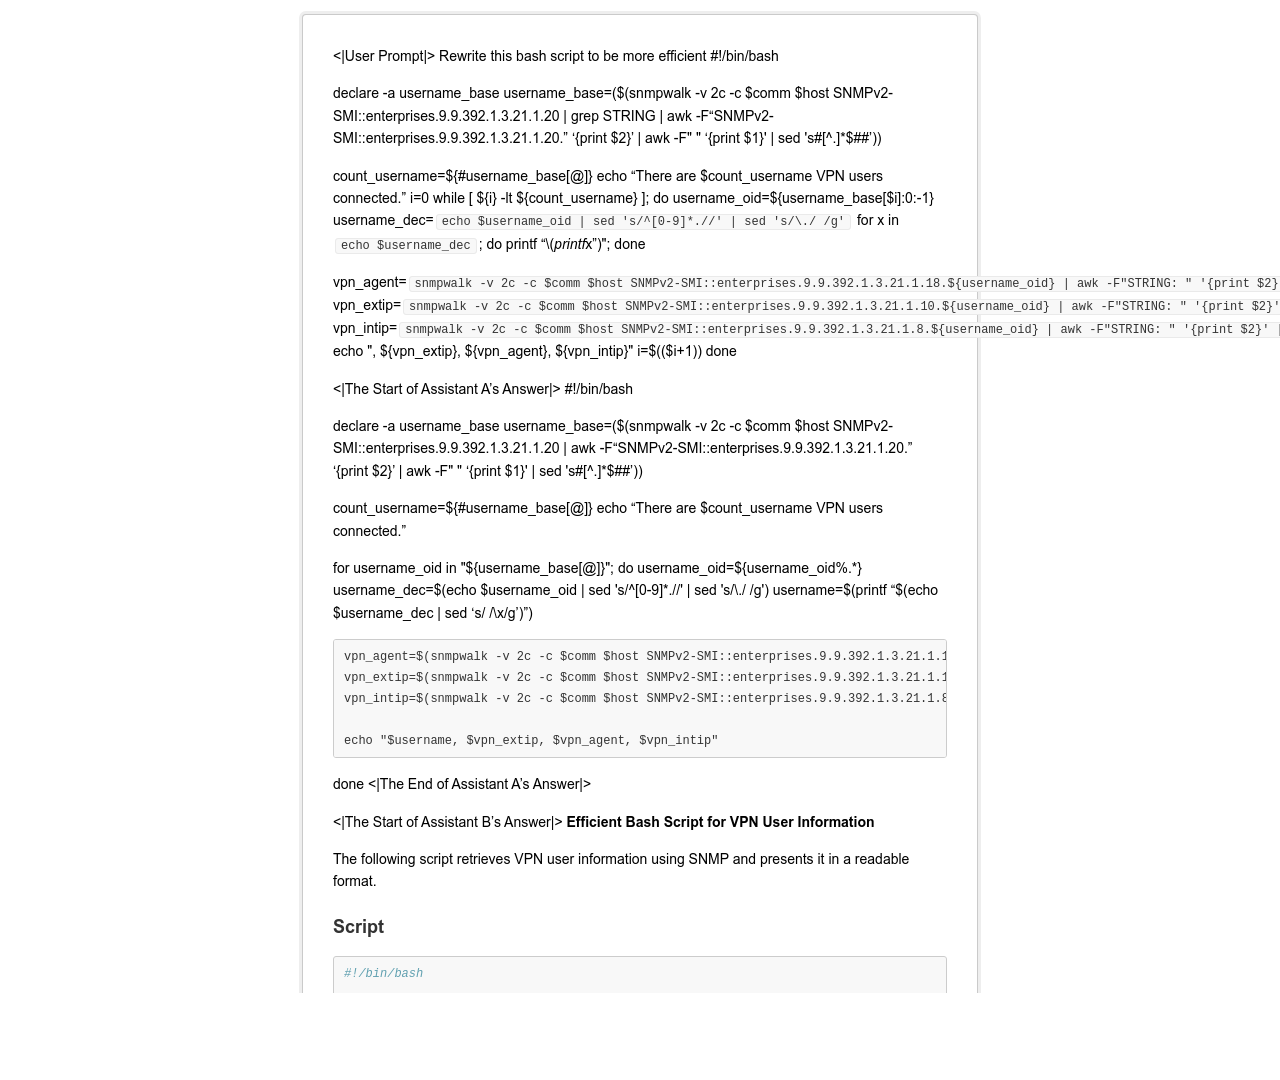 <|User Prompt|> Rewrite this bash script to be more efficient #!/bin/bash
declare -a username_base username_base=($(snmpwalk -v 2c -c $comm $host SNMPv2-
SMI::enterprises.9.9.392.1.3.21.1.20 | grep STRING | awk -F“SNMPv2-
SMI::enterprises.9.9.392.1.3.21.1.20.” ‘{print $2}’ | awk -F" " ‘{print $1}' | sed 's#[^.]*$##’))
count_username=${#username_base[@]} echo “There are $count_username VPN users
connected.” i=0 while [ ${i} -lt ${count_username} ]; do username_oid=${username_base[$i]:0:-1}
username_dec= echo $username_oid | sed 's/^[0-9]*.//' | sed 's/\./ /g' for x in
echo $username_dec ; do printf “\(printfx”)"; done
vpn_agent= snmpwalk -v 2c -c $comm $host SNMPv2-SMI::enterprises.9.9.392.1.3.21.1.18.${username_oid} | awk -F"STRING: " '{print $2}
vpn_extip= snmpwalk -v 2c -c $comm $host SNMPv2-SMI::enterprises.9.9.392.1.3.21.1.10.${username_oid} | awk -F"STRING: " '{print $2}'
vpn_intip= snmpwalk -v 2c -c $comm $host SNMPv2-SMI::enterprises.9.9.392.1.3.21.1.8.${username_oid} | awk -F"STRING: " '{print $2}' |
echo ", ${vpn_extip}, ${vpn_agent}, ${vpn_intip}" i=$(($i+1)) done
<|The Start of Assistant A’s Answer|> #!/bin/bash
declare -a username_base username_base=($(snmpwalk -v 2c -c $comm $host SNMPv2-
SMI::enterprises.9.9.392.1.3.21.1.20 | awk -F“SNMPv2-SMI::enterprises.9.9.392.1.3.21.1.20.”
‘{print $2}’ | awk -F" " ‘{print $1}' | sed 's#[^.]*$##’))
count_username=${#username_base[@]} echo “There are $count_username VPN users
connected.”
for username_oid in "${username_base[@]}"; do username_oid=${username_oid%.*}
username_dec=$(echo $username_oid | sed 's/^[0-9]*.//' | sed 's/\./ /g') username=$(printf “$(echo
$username_dec | sed ‘s/ /\x/g’)”)
vpn_agent=$(snmpwalk -v 2c -c $comm $host SNMPv2-SMI::enterprises.9.9.392.1.3.21.1.1
vpn_extip=$(snmpwalk -v 2c -c $comm $host SNMPv2-SMI::enterprises.9.9.392.1.3.21.1.1
vpn_intip=$(snmpwalk -v 2c -c $comm $host SNMPv2-SMI::enterprises.9.9.392.1.3.21.1.8
echo "$username, $vpn_extip, $vpn_agent, $vpn_intip"
done <|The End of Assistant A’s Answer|>
<|The Start of Assistant B’s Answer|> Efficient Bash Script for VPN User Information
The following script retrieves VPN user information using SNMP and presents it in a readable
format.
Script
#!/bin/bash